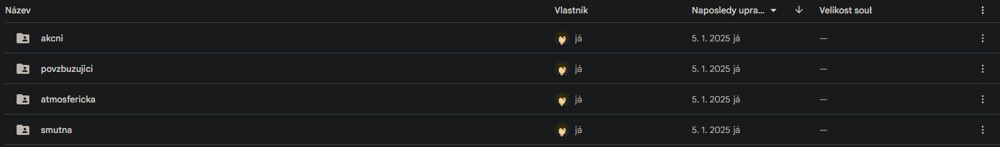 Název Vlastník Naposledy upra... Velikost soub
akcni já 5. 1. 2025 já —
povzbuzujici já 5. 1. 2025 já —
atmosfericka já 5. 1. 2025 já —
smutna já 5. 1. 2025 já —